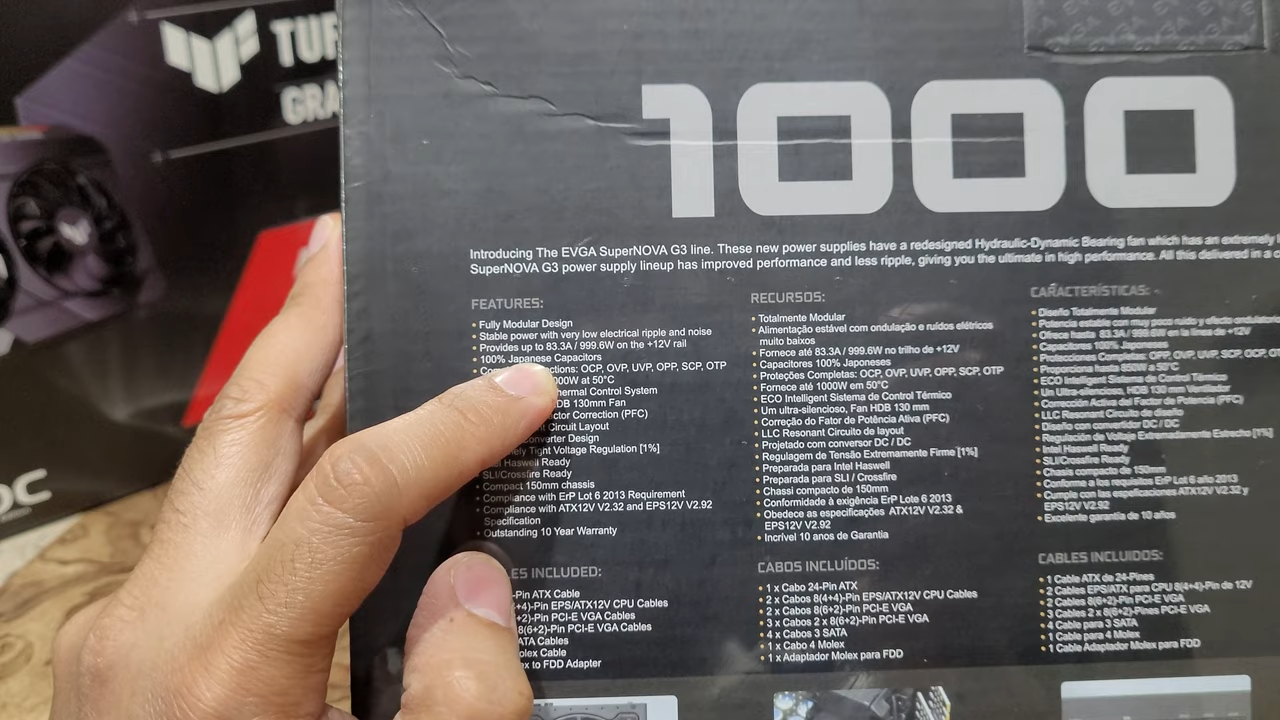 TUF
GRA
OC
1000
Introducing The EVGA SuperNOVA G3 line. These new power supplies have a redesigned Hydraulic-Dynamic Bearing fan which has an extremely
SuperNOVA G3 power supply lineup has improved performance and less ripple, giving you the ultimate in high performance. All this delivered in a
FEATURES:
• Fully Modular Design
• Stable power with very low electrical ripple and noise
• Provides up to 83.3A / 999.6W on the +12V rail
• 100% Japanese Capacitors
OCP, OVP, UVP, OPP, SCP, OTP
at 50°C
Control System
130mm Fan
Correction (PFC)
Circuit Layout
Design
Tight Voltage Regulation [1%]
Haswell Ready
• SLI/Crossfire Ready
• Compact 150mm chassis
• Compliance with ErP Lot 6 2013 Requirement
• Compliance with ATX12V V2.32 and EPS12V V2.92
Specification
• Outstanding 10 Year Warranty
INCLUDED:
-Pin ATX Cable
-Pin EPS/ATX12V CPU Cables
-Pin PCI-E VGA Cables
8(6+2)-Pin PCI-E VGA Cables
Cables
Cable
to FDD Adapter
RECURSOS:
• Totalmente Modular
• Alimentação estável com ondulação e ruídos elétricos
muito baixos
• Fornece até 83.3A / 999.6W no trilho de +12V
• Capacitores 100% Japoneses
• Proteções Completas: OCP, OVP, UVP, OPP, SCP, OTP
• Fornece até 1000W em 50°C
• ECO Intelligent Sistema de Control Térmico
• Um ultra-silencioso, Fan HDB 130 mm
• Correção do Fator de Potência Ativa (PFC)
• LLC Resonant Circuito de layout
• Projetado com conversor DC / DC
• Regulagem de Tensão Extremamente Firme [1%]
• Preparada para Intel Haswell
• Preparada para SLI / Crossfire
• Chassi compacto de 150mm
• Conformidade à exigência ErP Lote 6 2013
• Obedece as especificações ATX12V V2.32 &
EPS12V V2.92
• Incrível 10 anos de Garantia
CABOS INCLUÍDOS:
• 1 x Cabo 24-Pin ATX
• 2 x Cabos 8(4+4)-Pin EPS/ATX12V CPU Cables
• 2 x Cabos 8(6+2)-Pin PCI-E VGA
• 3 x Cabos 2 x 8(6+2)-Pin PCI-E VGA
• 4 x Cabos 3 SATA
• 1 x Cabo 4 Molex
• 1 x Adaptador Molex para FDD
CARACTERÍSTICAS:
• Diseño Totalmente Modular
• Potencia estable con muy poco ruido y efecto
• Ofrece hasta 83.3A / 999.6W en la línea de +12V
• Capacitores 100% Japoneses
• Protecciones Completas: OPP, OVP, UVP, SCP, OCP,
• Proporciona hasta 850W a 50°C
• ECO Intelligent Sistema de Control Térmico
• Un Ultra-silencioso, HDB 130 mm Ventilador
• Corrección Activa del Factor de Potencia (PFC)
• LLC Resonant Circuito de diseño
• Diseño con convertidor DC / DC
• Regulación de Voltaje Extremadamente Estrecho [1%]
• Intel Haswell Ready
• SLI/Crossfire Ready
• Chasis compacto de 150mm
• Conforme a los requisitos ErP Lot 6 año 2013
• Cumple con las espeficaciones ATX12V V2.32 y
EPS12V V2.92
• Excelente garantía de 10 años
CABLES INCLUIDOS:
• 1 Cable ATX de 24-Pines
• 2 Cables EPS/ATX para CPU 8(4+4)-Pin de 12V
• 2 Cables 8(6+2)-Pin PCI-E VGA
• 3 Cables 2 x 8(6+2)-Pines PCI-E VGA
• 4 Cable para 3 SATA
• 1 Cable para 4 Molex
• 1 Cable Adaptador Molex para FDD